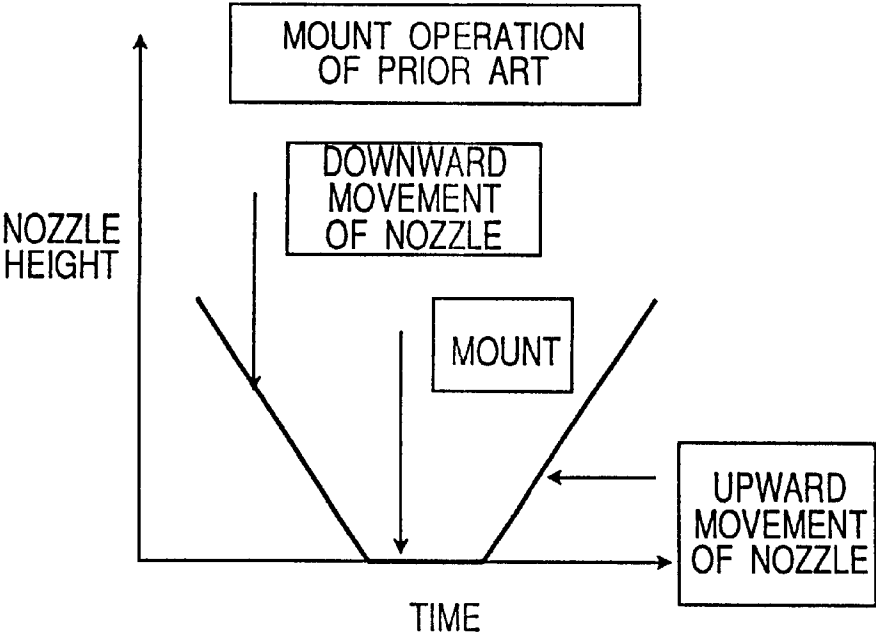 MOUNT OPERATION
OF PRIOR ART
DOWNWARD
MOVEMENT
OF NOZZLE
NOZZLE
HEIGHT
MOUNT
UPWARD
MOVEMENT
OF NOZZLE
TIME